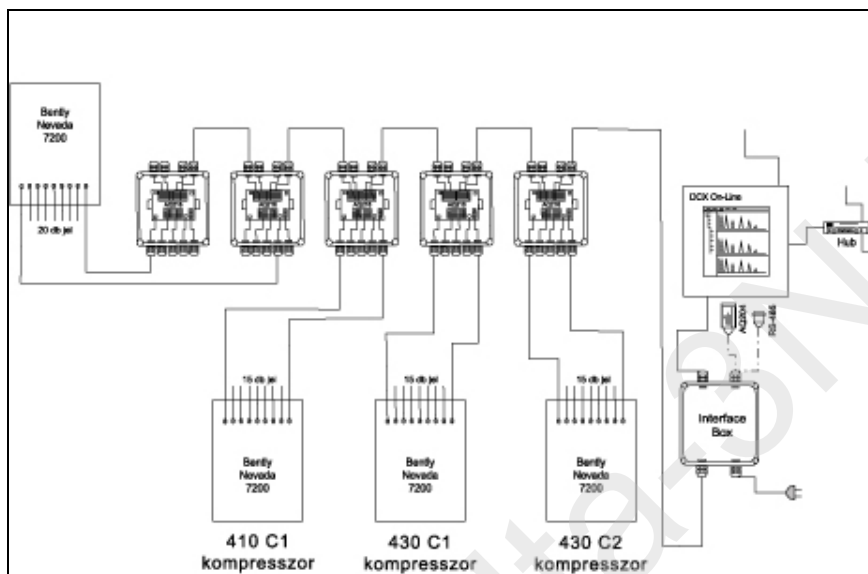 Bently
Nevada
7200
20 db jel
DCX On-Line
Hub
AQ204
RS-485
15 db jel
15 db jel
15 db jel
Interface
Box
Bently
Nevada
7200
Bently
Nevada
7200
Bently
Nevada
7200
410 C1
kompresszor
430 C1
kompresszor
430 C2
kompresszor